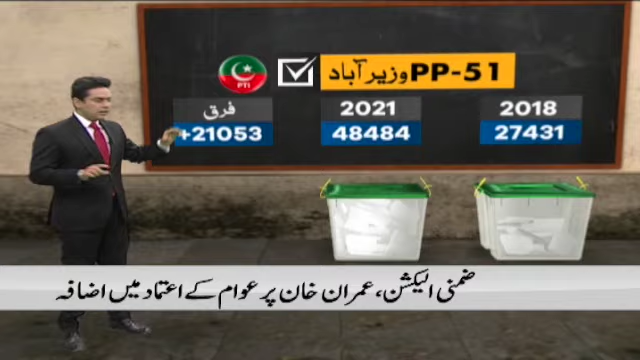 PTI
PP-51 وزیرآباد
2018 2021 فرق
27431 48484 +21053
ضمنی الیکشن، عمران خان پر عوام کے اعتماد میں اضافہ